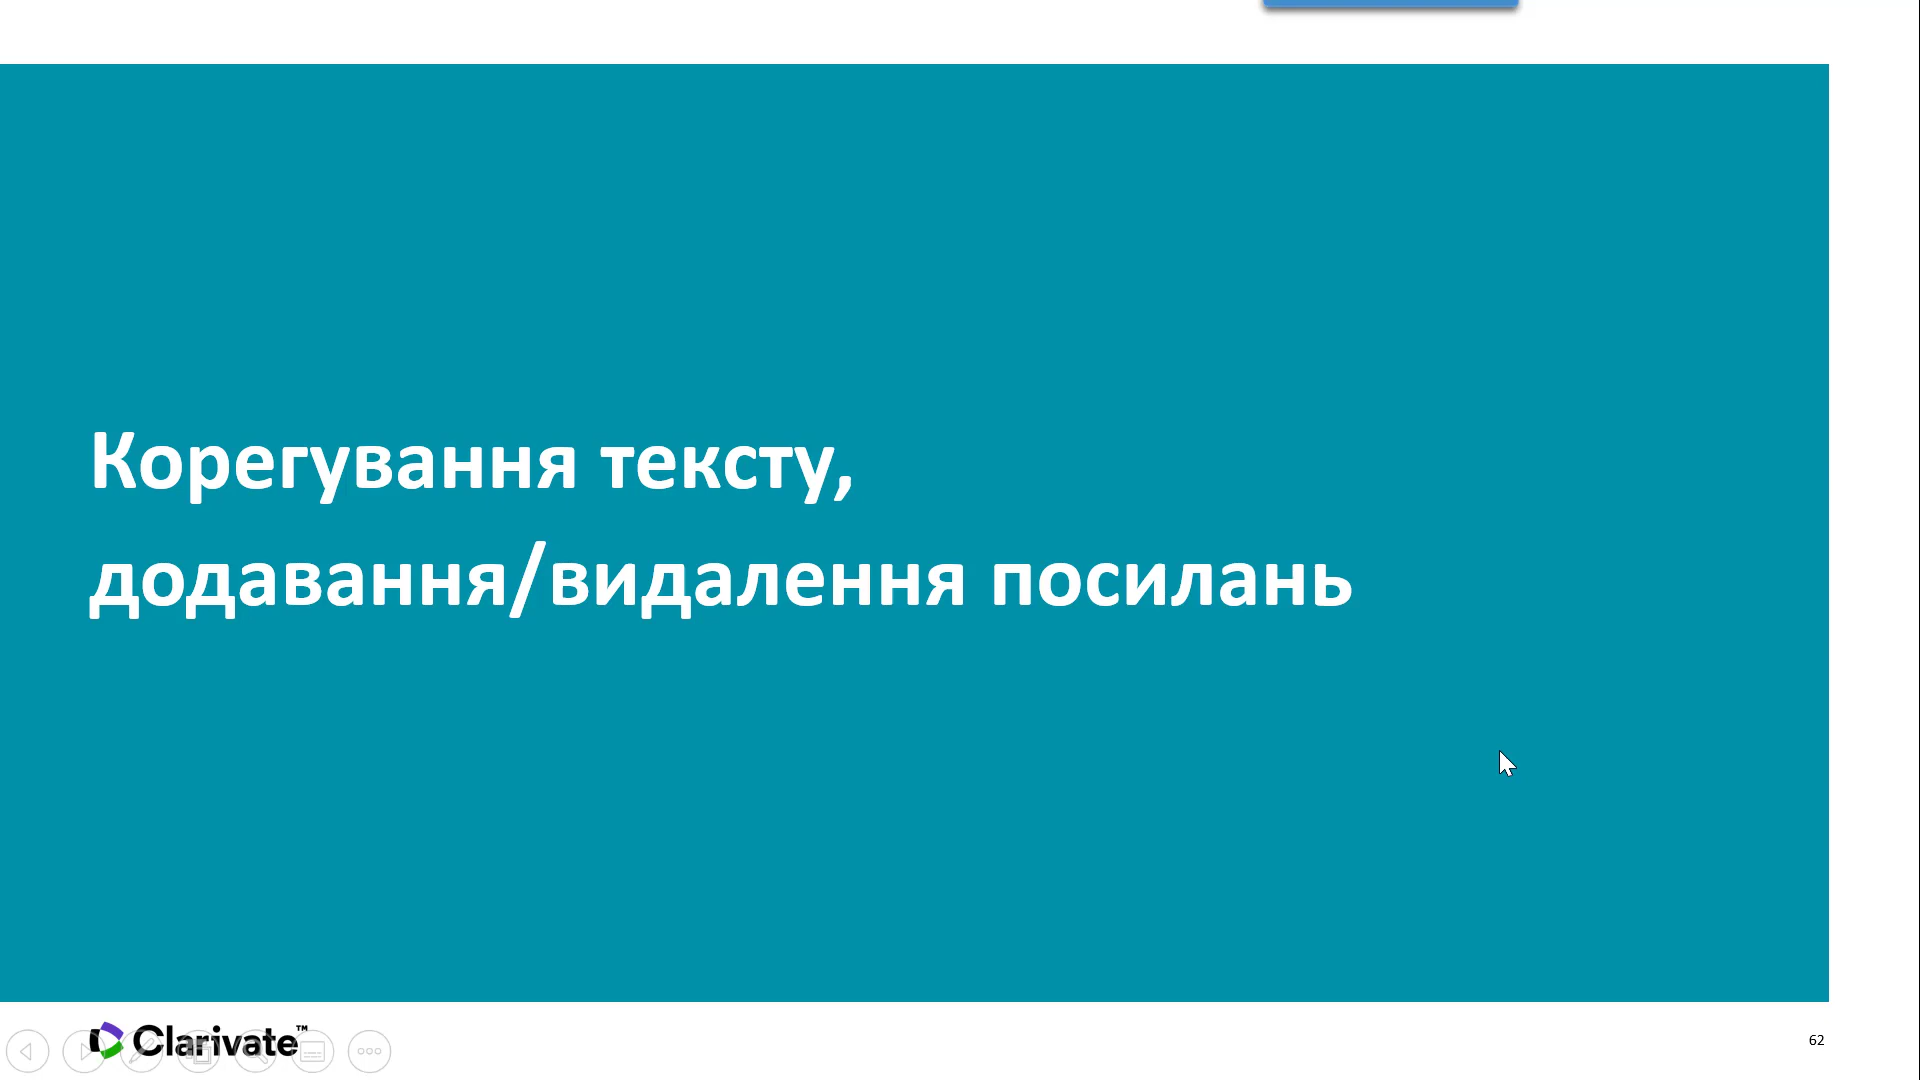 Корегування тексту,
додавання/видалення посилань
Clarivate™
62